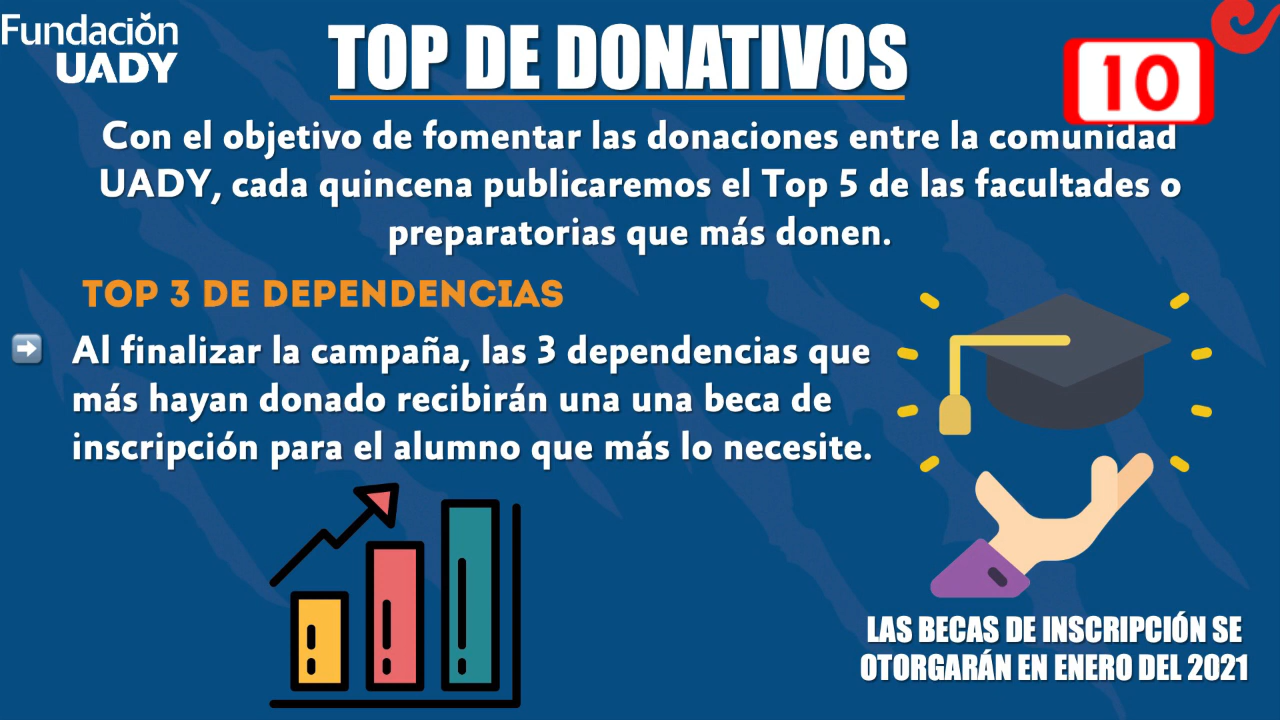 Fundación
UADY
TOP DE DONATIVOS
10
Con el objetivo de fomentar las donaciones entre la comunidad
UADY, cada quincena publicaremos el Top 5 de las facultades o
preparatorias que más donen.
TOP 3 DE DEPENDENCIAS
Al finalizar la campaña, las 3 dependencias que
más hayan donado recibirán una una beca de
inscripción para el alumno que más lo necesite.
LAS BECAS DE INSCRIPCIÓN SE
OTORGARÁN EN ENERO DEL 2021